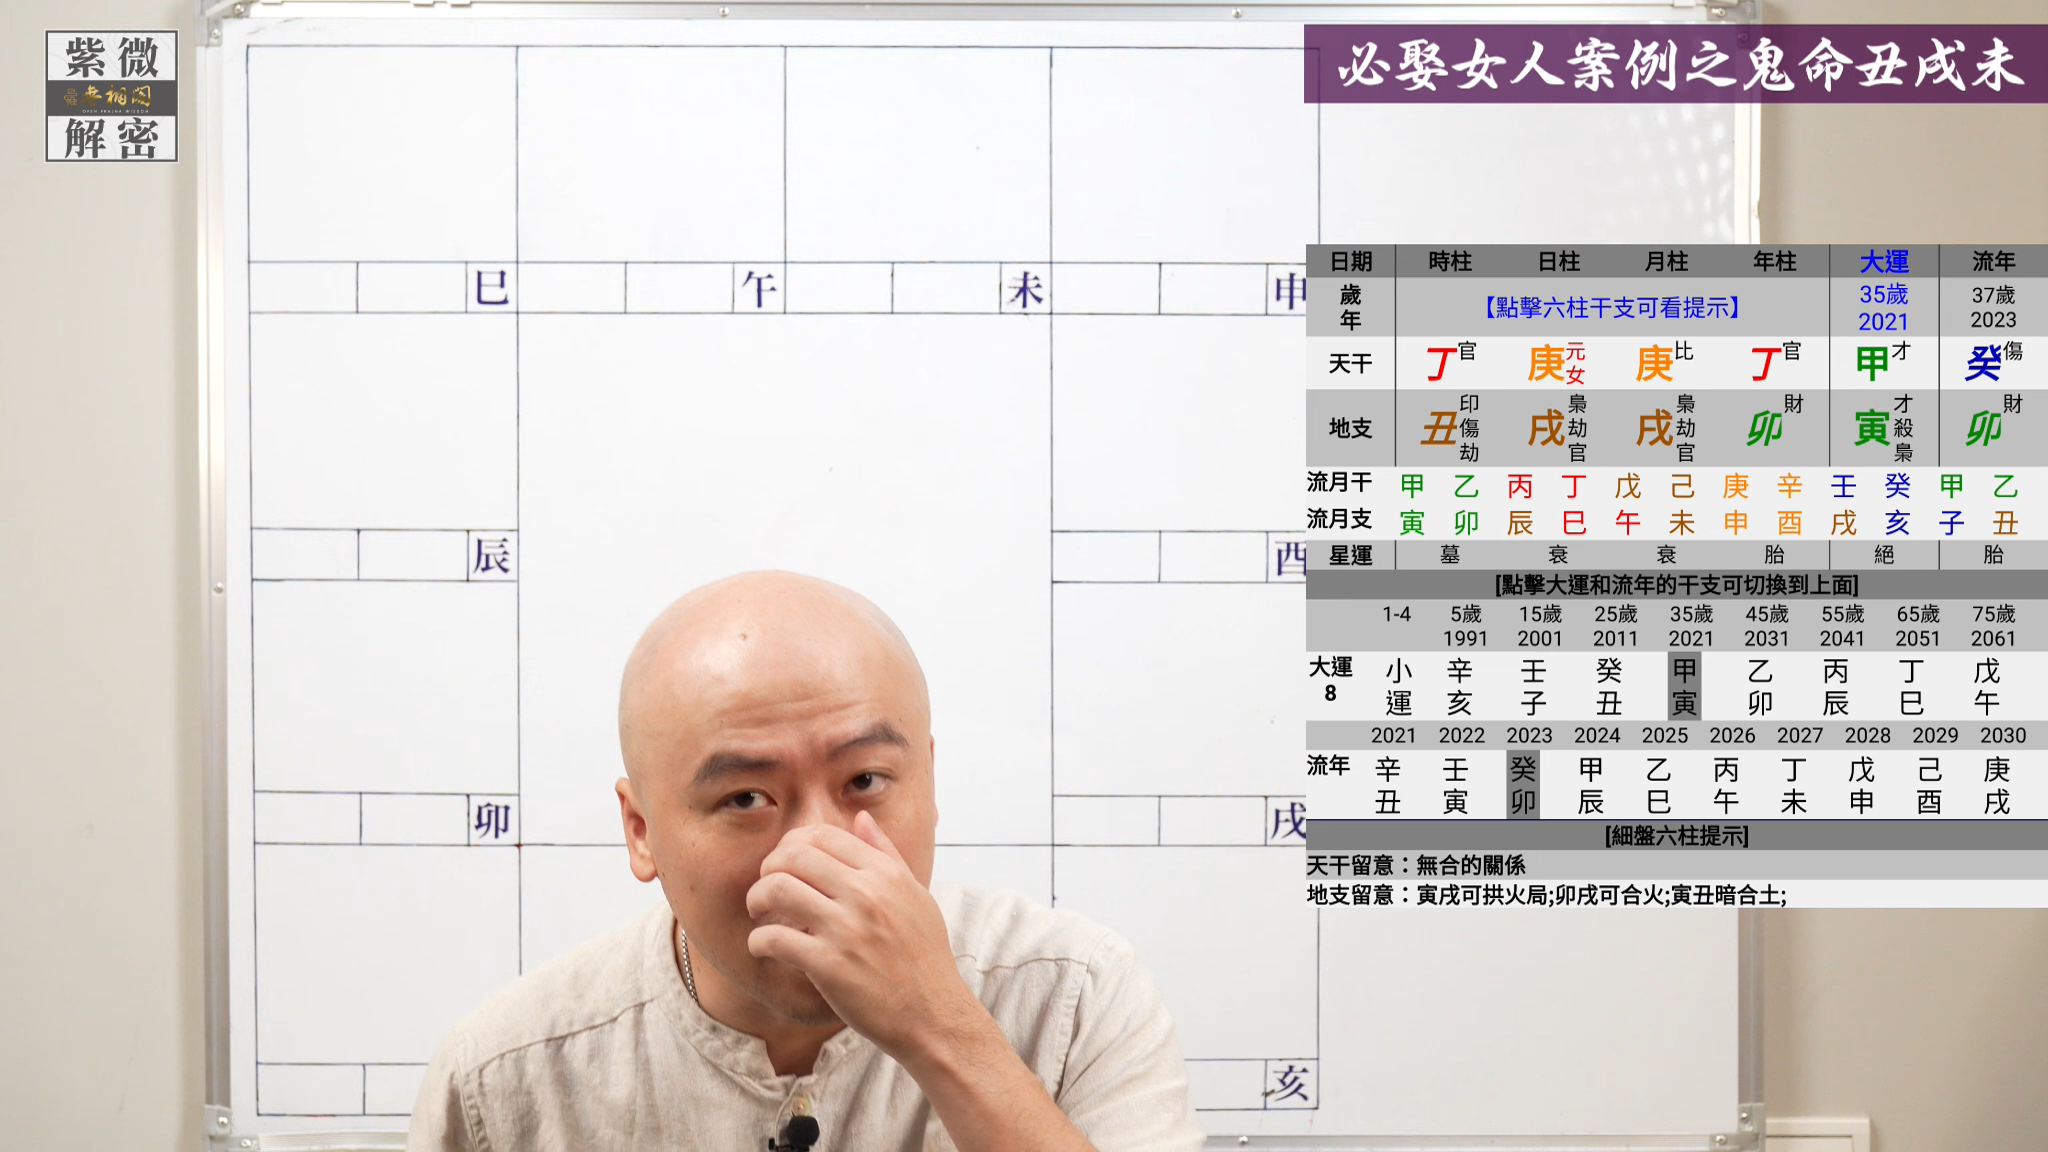 紫微
無相閣
OPEN PRAJNA WISDOM
解密
必娶女人案例之鬼命丑戌未
巳 午 未 申
辰 酉
卯 戌
亥
日期 時柱 日柱 月柱 年柱 大運 流年
歲年 【點擊六柱干支可看提示】 35歲 2021 37歲 2023
天干 丁 官 庚 元女 庚 比 丁 官 甲 才 癸 傷
地支 丑 印傷劫 戌 梟劫官 戌 梟劫官 卯 財 寅 才殺梟 卯 財
流月干 甲 乙 丙 丁 戊 己 庚 辛 壬 癸 甲 乙
流月支 寅 卯 辰 巳 午 未 申 酉 戌 亥 子 丑
星運 墓 衰 衰 胎 絕 胎
[點擊大運和流年的干支可切換到上面]
1-4 5歲 15歲 25歲 35歲 45歲 55歲 65歲 75歲
1991 2001 2011 2021 2031 2041 2051 2061
大運 小 辛 壬 癸 甲 乙 丙 丁 戊
8 運 亥 子 丑 寅 卯 辰 巳 午
2021 2022 2023 2024 2025 2026 2027 2028 2029 2030
流年 辛 壬 癸 甲 乙 丙 丁 戊 己 庚
丑 寅 卯 辰 巳 午 未 申 酉 戌
[細盤六柱提示]
天干留意：無合的關係
地支留意：寅戌可拱火局;卯戌可合火;寅丑暗合土;